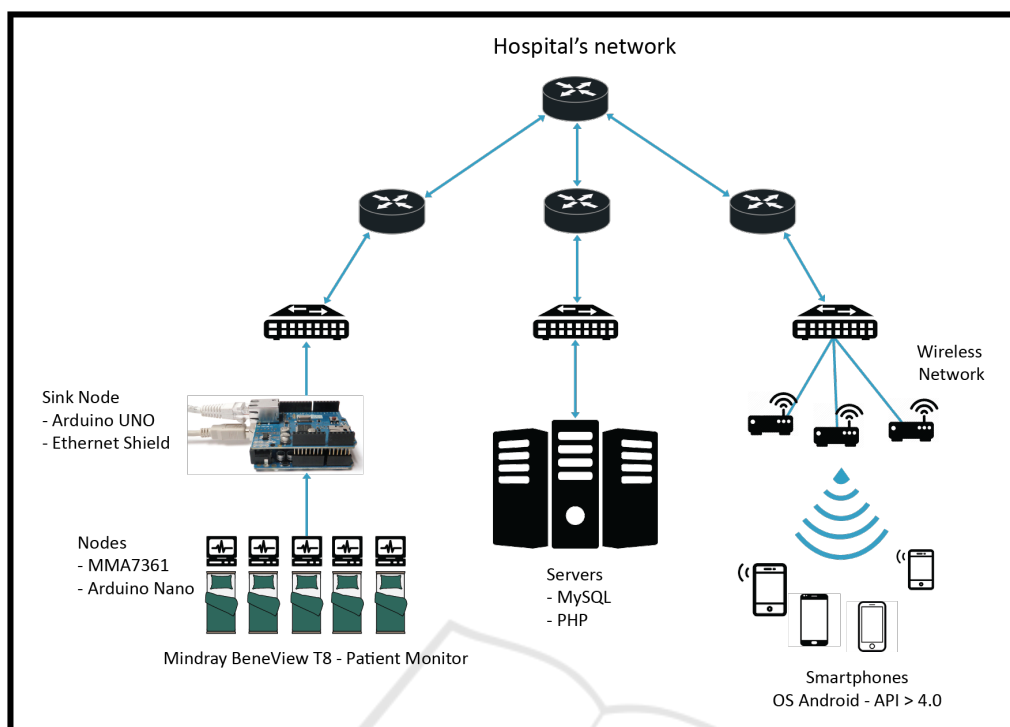 Hospital's network
Wireless
Network
Sink Node
- Arduino UNO
- Ethernet Shield
Nodes
- MMA7361
- Arduino Nano
Mindray BeneView T8 - Patient Monitor
Servers
- MySQL
- PHP
Smartphones
OS Android - API > 4.0